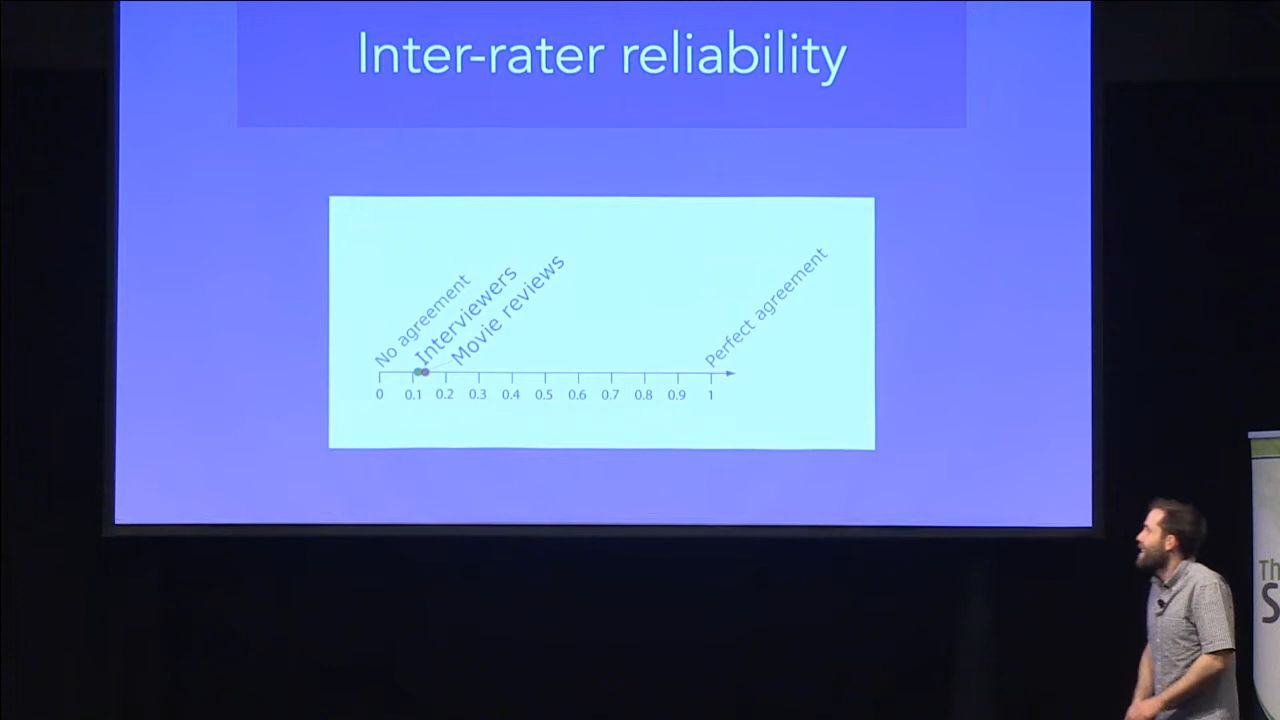 Inter-rater reliability
No agreement
Interviewers
Movie reviews
Perfect agreement
0 0.1 0.2 0.3 0.4 0.5 0.6 0.7 0.8 0.9 1